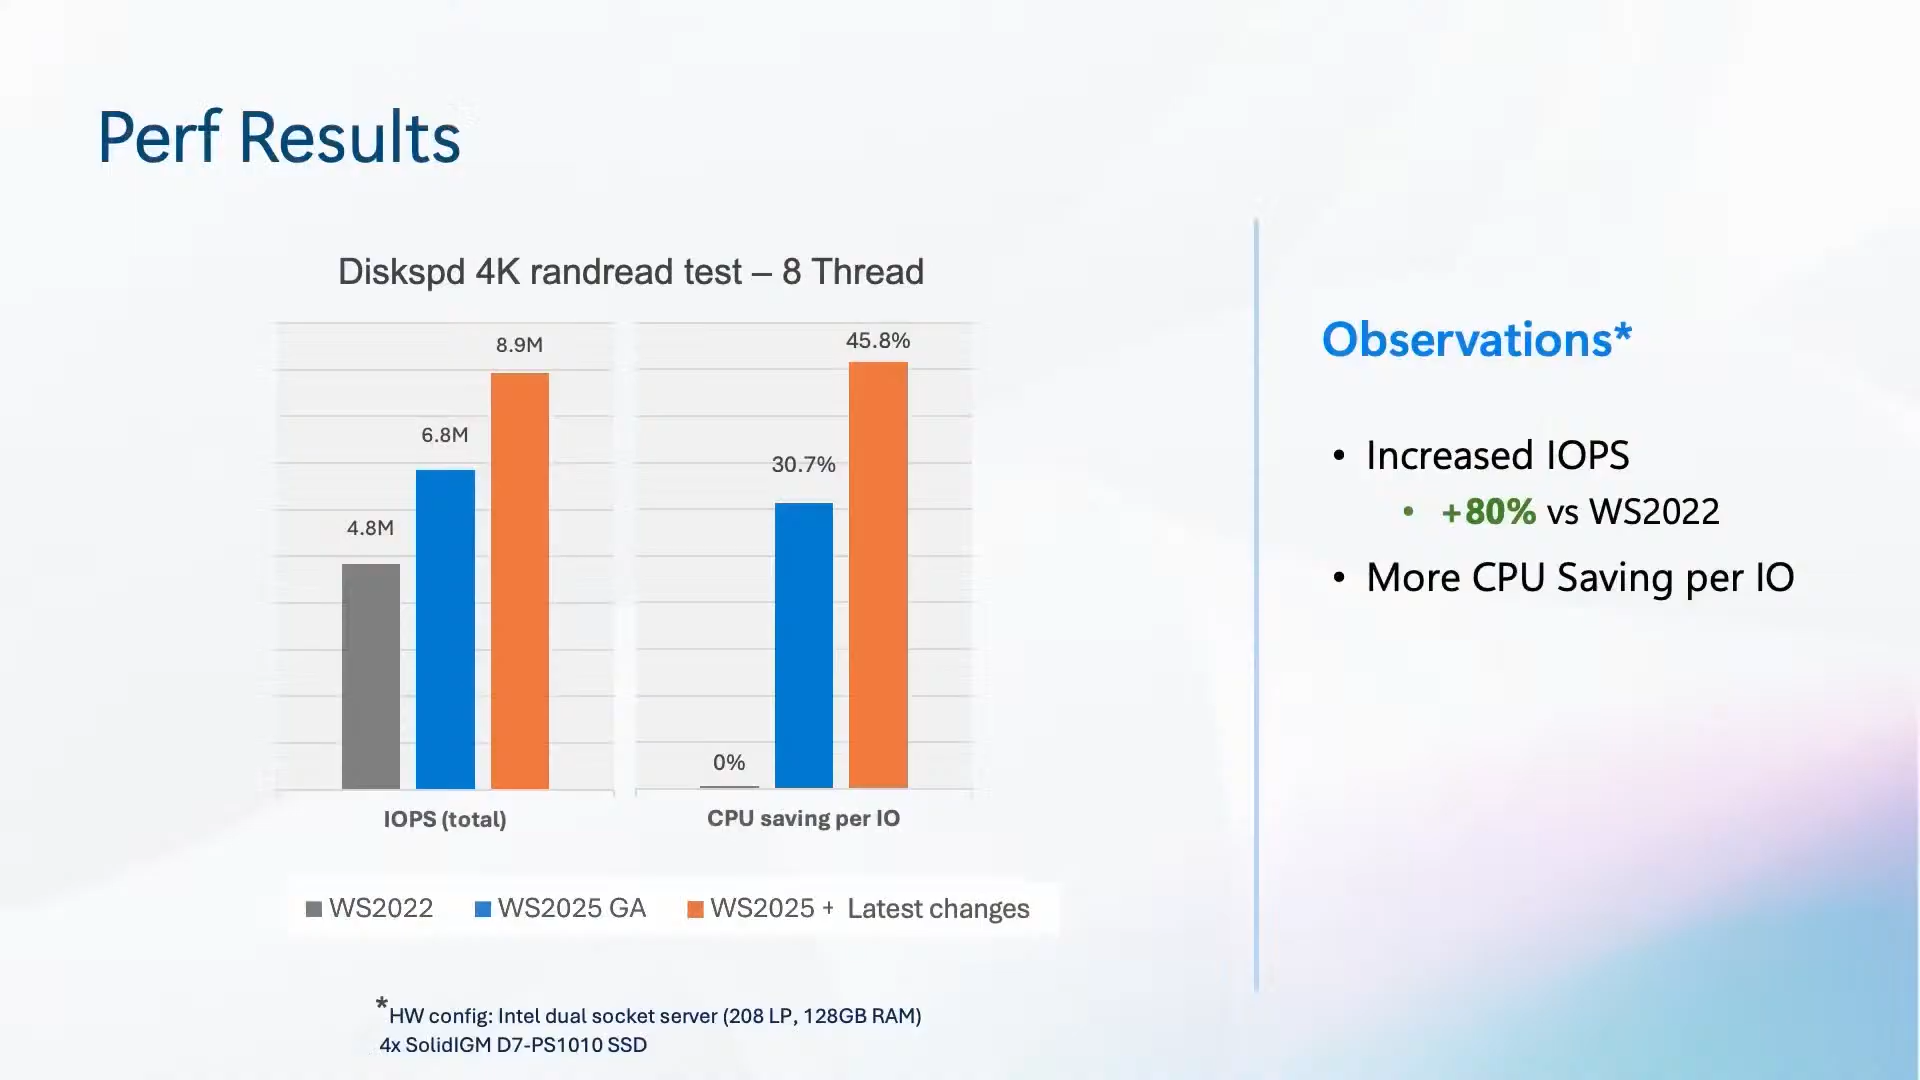 Perf Results
Diskspd 4K randread test – 8 Thread
8.9M
6.8M
4.8M
IOPS (total)
45.8%
30.7%
0%
CPU saving per IO
WS2022 WS2025 GA WS2025 + Latest changes
*HW config: Intel dual socket server (208 LP, 128GB RAM)
4x SolidIGM D7-PS1010 SSD
Observations*
• Increased IOPS
• +80% vs WS2022
• More CPU Saving per IO